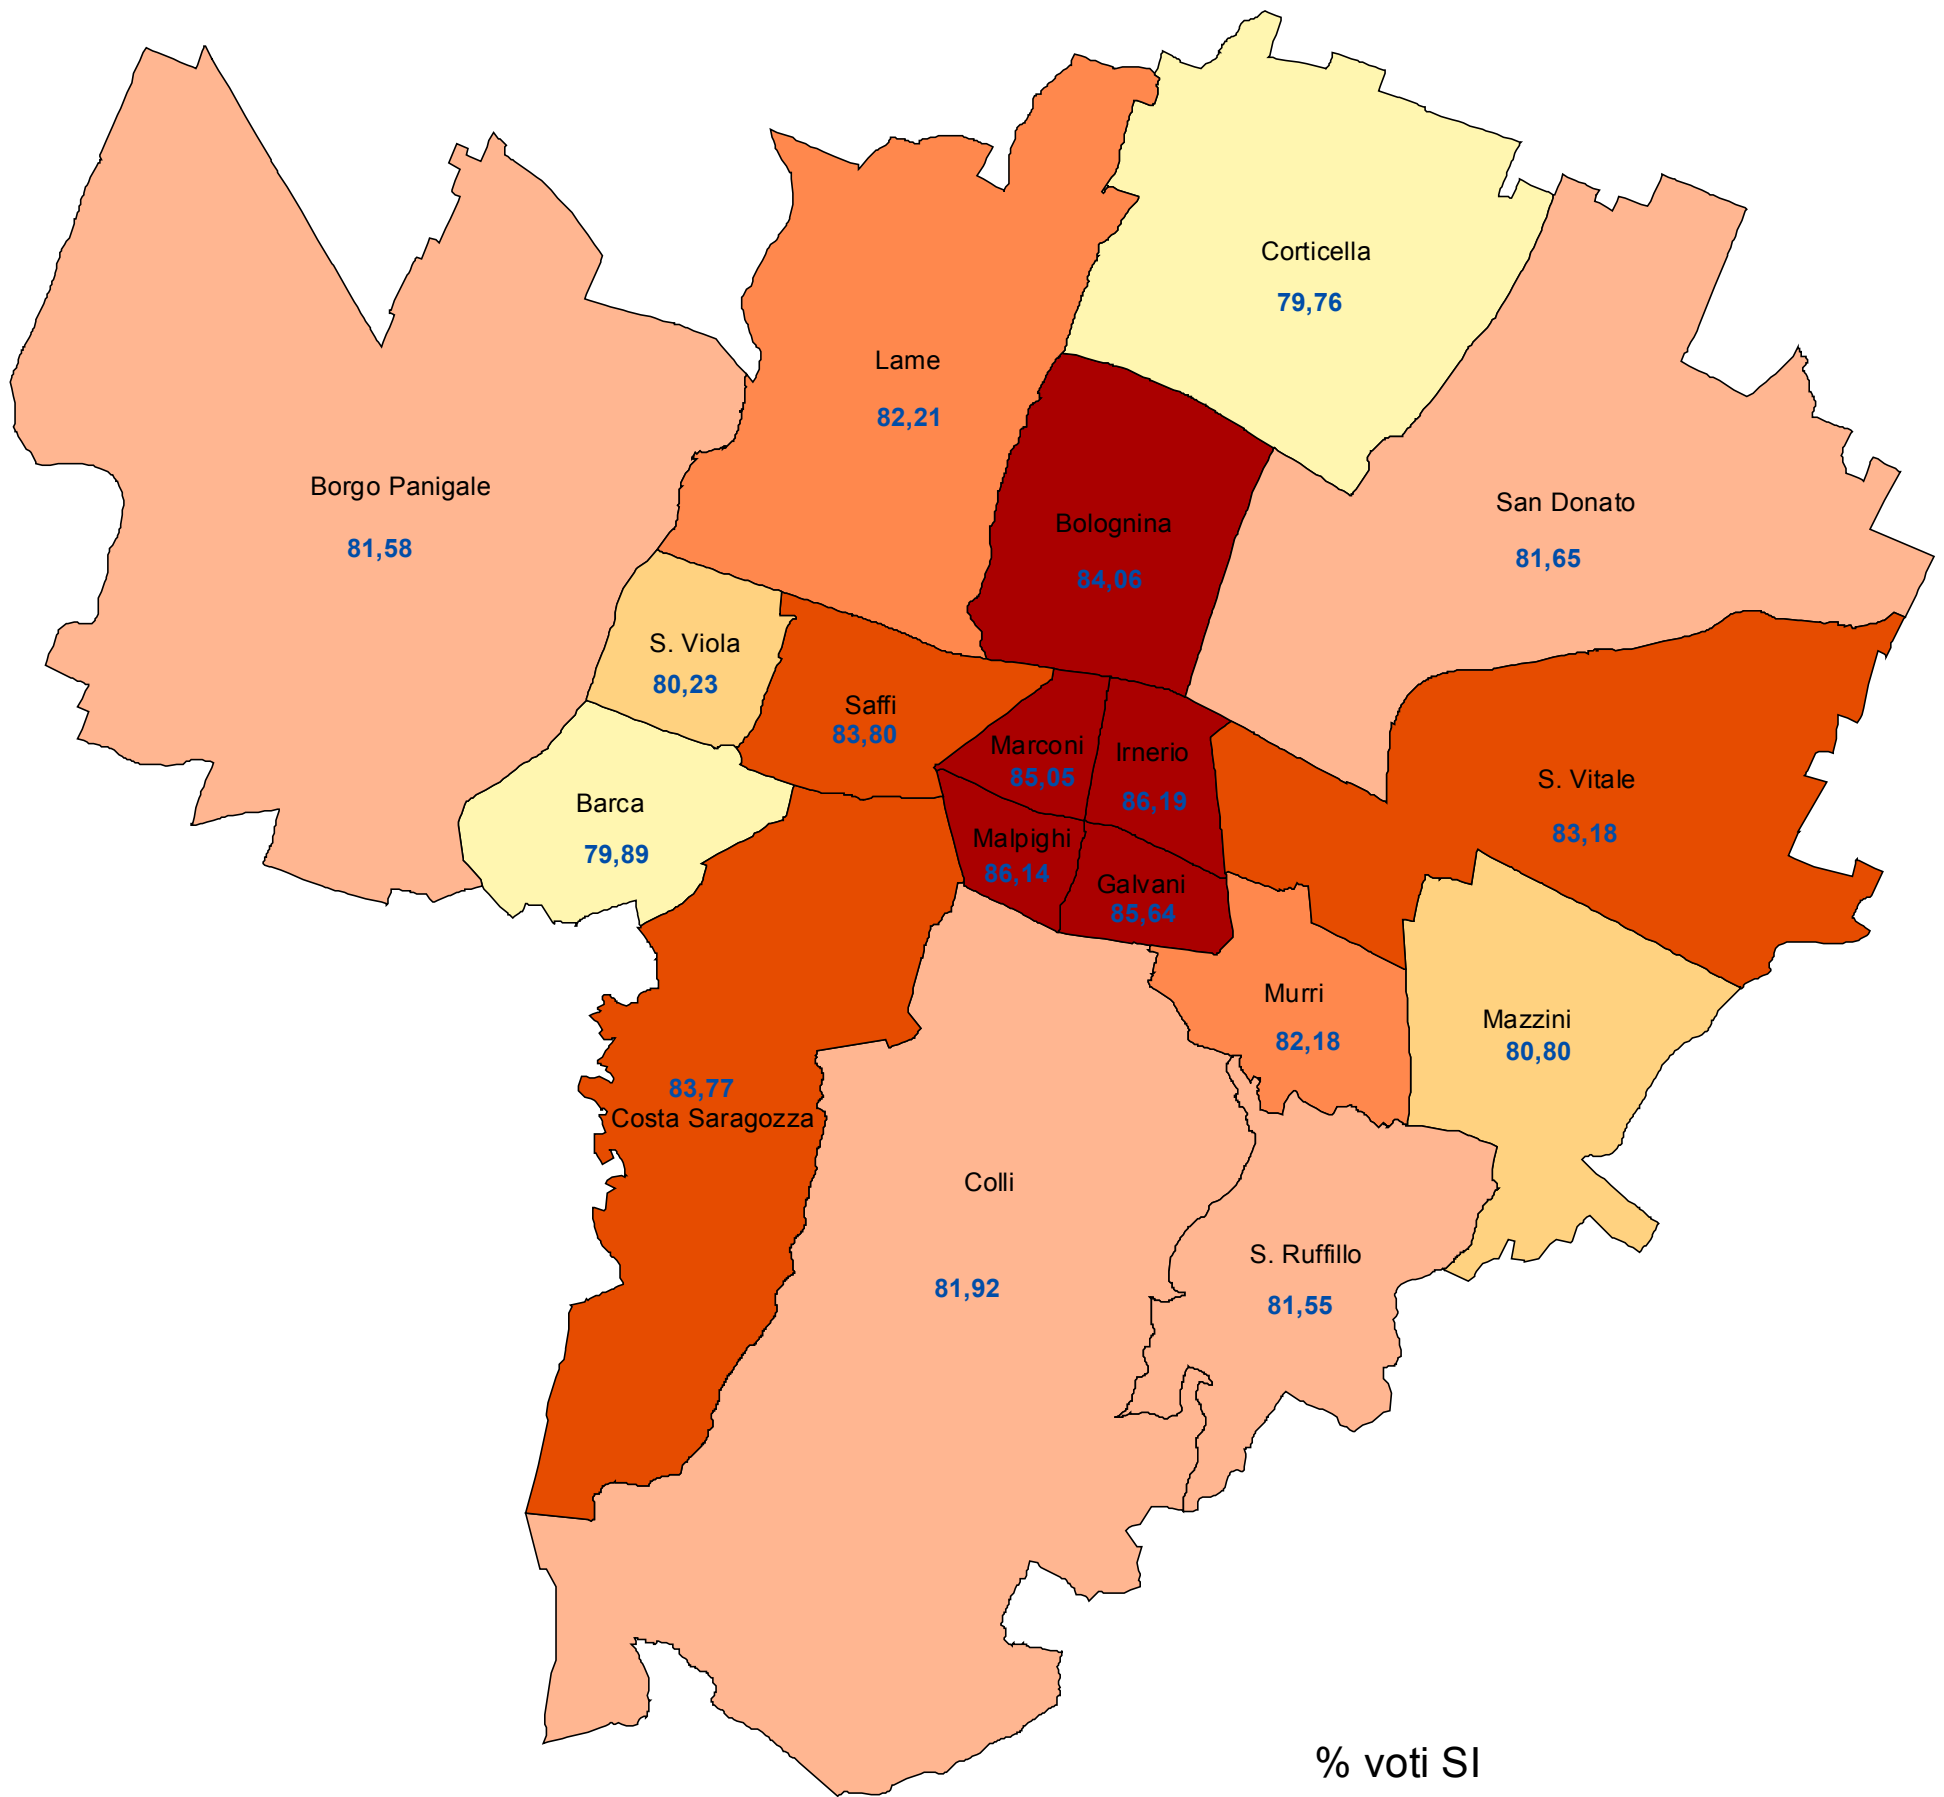 Corticella
79,76
Lame
82,21
Borgo Panigale
81,58
San Donato
81,65
Bolognina
84,06
S. Viola
80,23
Saffi
83,80
Marconi
85,05
Irnerio
86,19
S. Vitale
83,18
Barca
79,89
Malpighi
86,14
Galvani
85,64
Murri
82,18
Mazzini
80,80
83,77
Costa Saragozza
Colli
81,92
S. Ruffillo
81,55
% voti SI